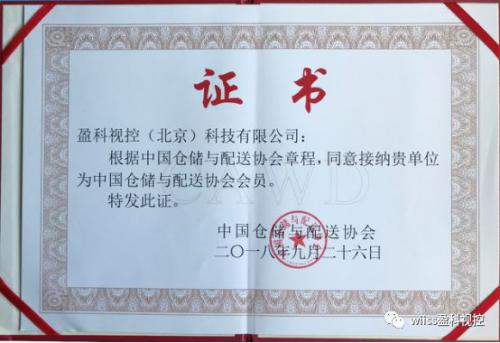 证书
盈科视控（北京）科技有限公司：
根据中国仓储与配送协会章程，同意接纳贵单位
为中国仓储与配送协会会员。
CAWD
特发此证。
中国仓储与配送协会
二〇一八年九月二十六日
wiiss盈科视控